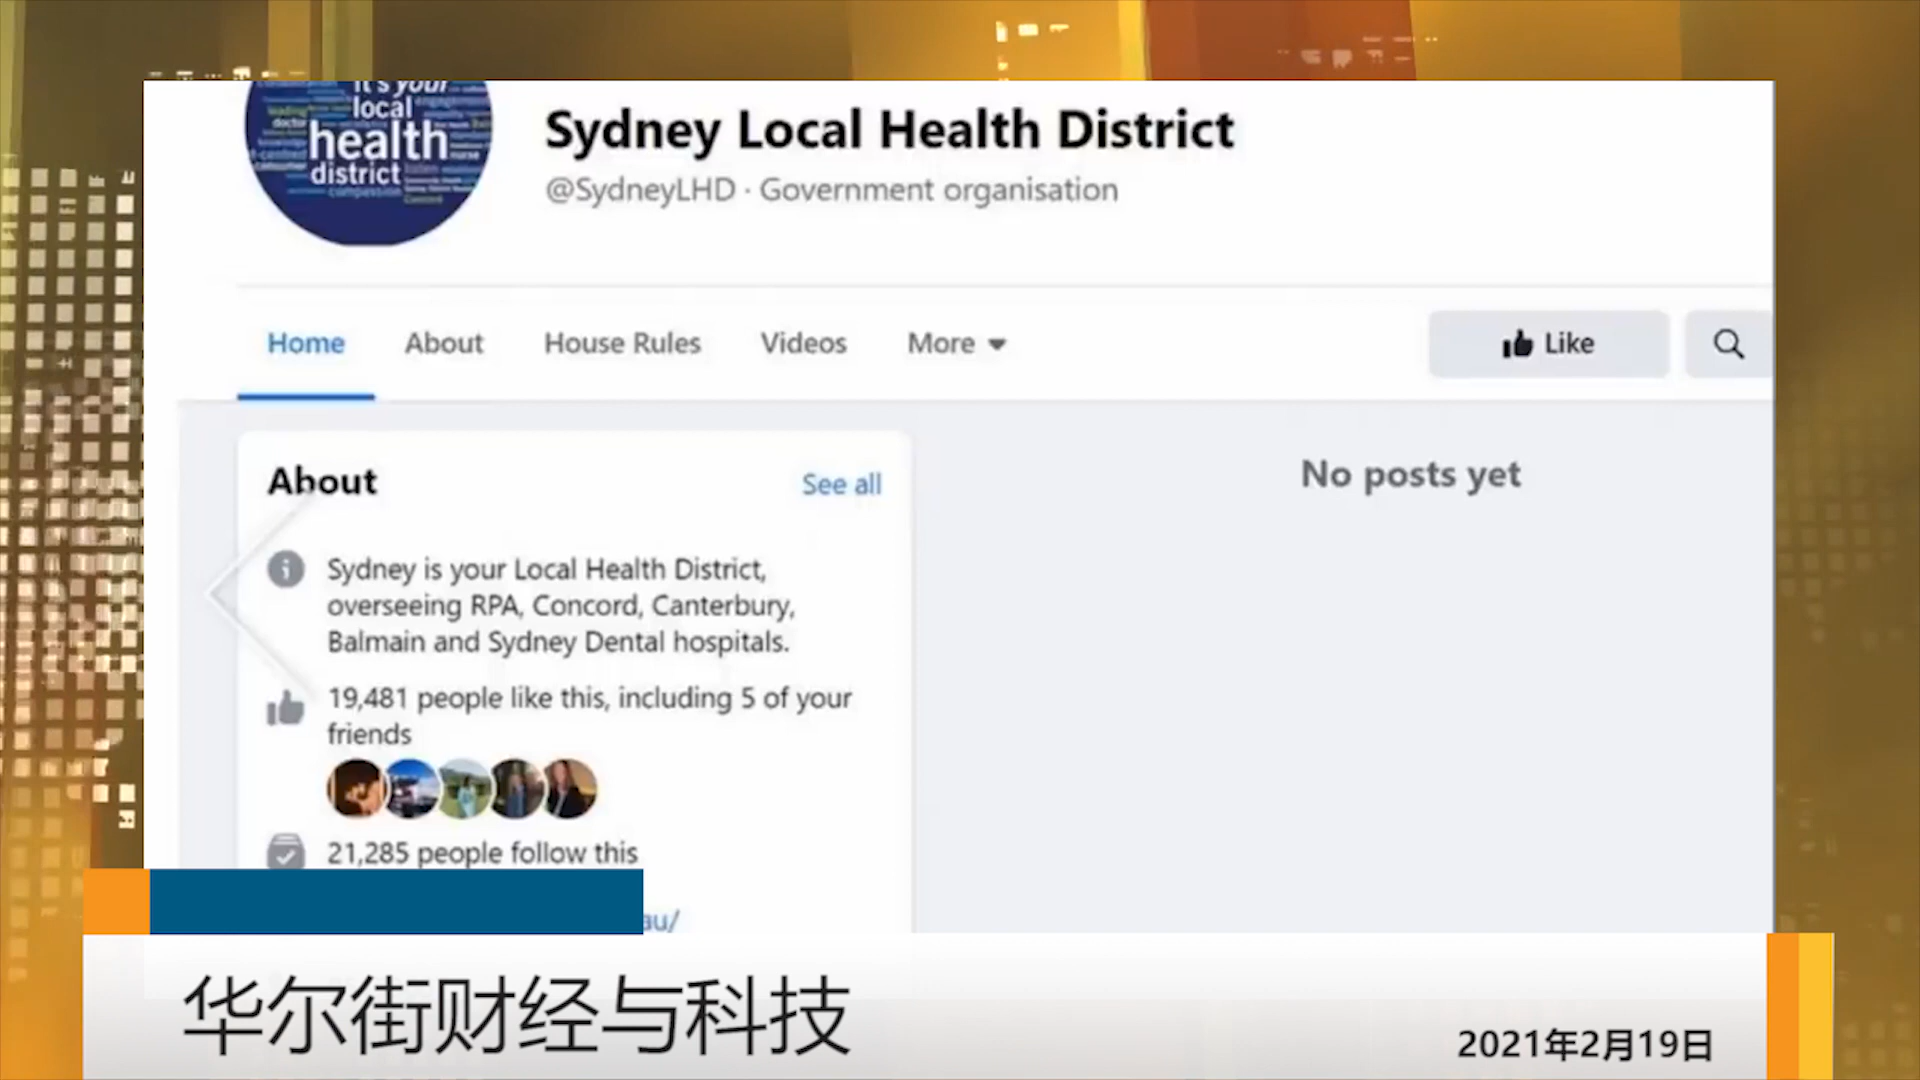 it's your
local
health
district
Sydney Local Health District
@SydneyLHD · Government organisation
Home
About
House Rules
Videos
More
Like
About
See all
No posts yet
Sydney is your Local Health District,
overseeing RPA, Concord, Canterbury,
Balmain and Sydney Dental hospitals.
19,481 people like this, including 5 of your
friends
21,285 people follow this
au/
华尔街财经与科技
2021年2月19日